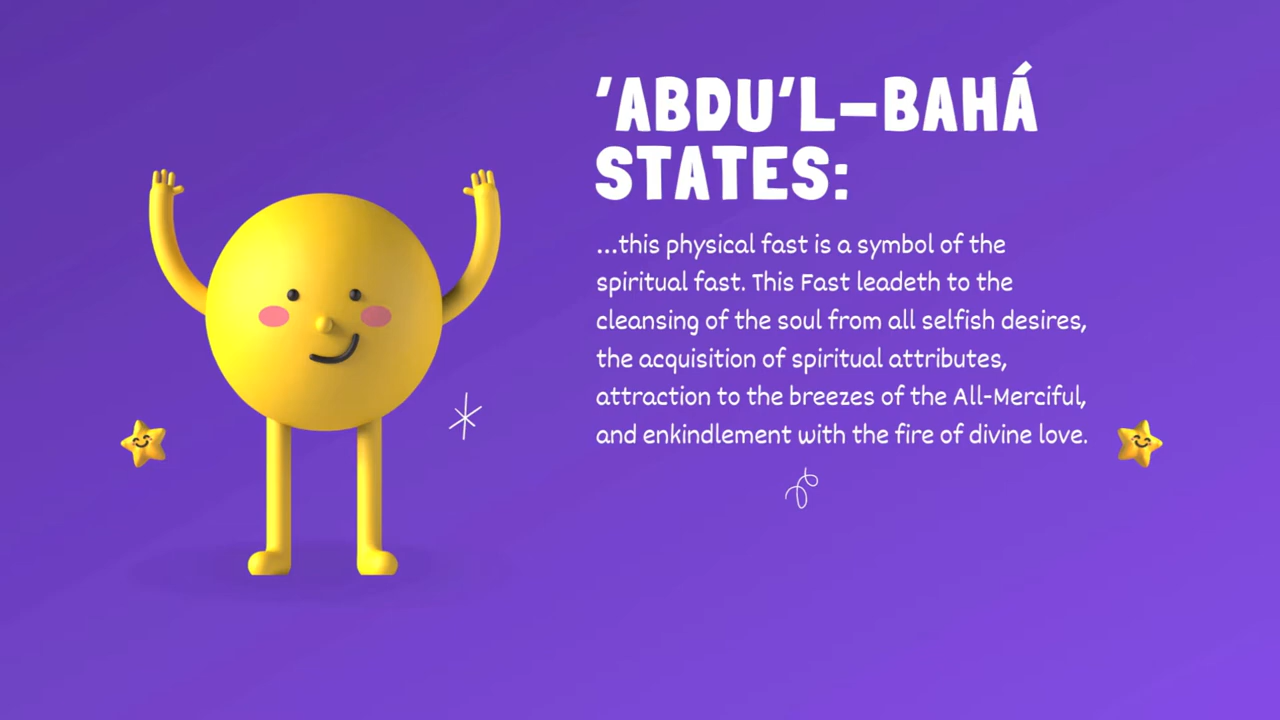 'ABDU'L–BAHÁ
STATES:
...this physical fast is a symbol of the
spiritual fast. This Fast leadeth to the
cleansing of the soul from all selfish desires,
the acquisition of spiritual attributes,
attraction to the breezes of the All-Merciful,
and enkindlement with the fire of divine love.